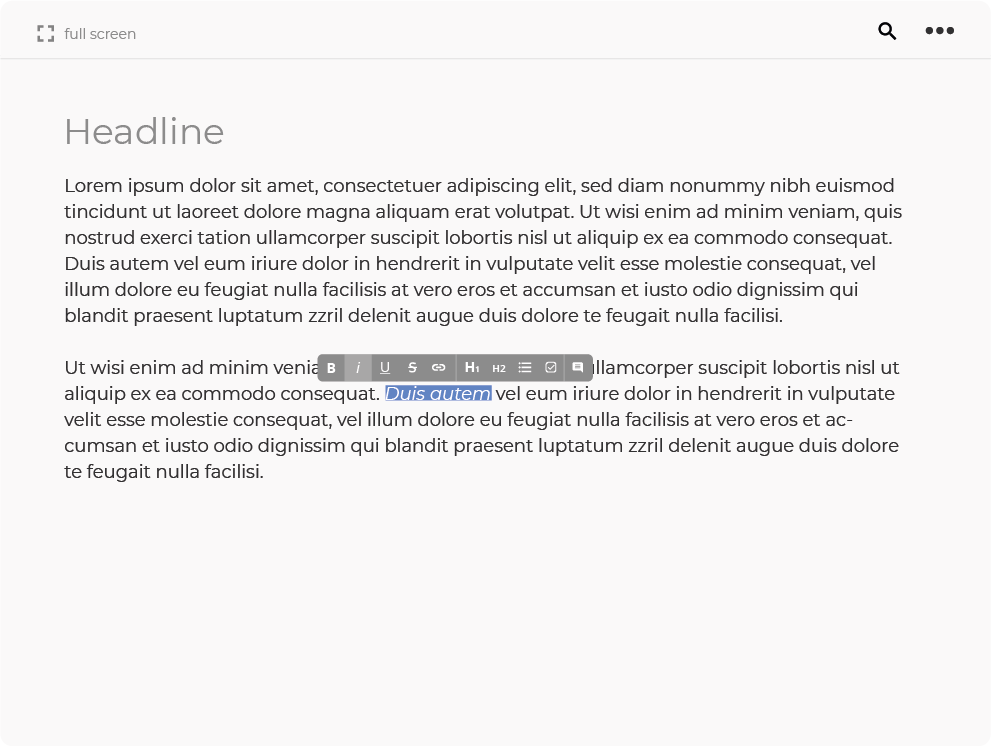 full screen
Headline
Lorem ipsum dolor sit amet, consectetuer adipiscing elit, sed diam nonummy nibh euismod
tincidunt ut laoreet dolore magna aliquam erat volutpat. Ut wisi enim ad minim veniam, quis
nostrud exerci tation ullamcorper suscipit lobortis nisl ut aliquip ex ea commodo consequat.
Duis autem vel eum iriure dolor in hendrerit in vulputate velit esse molestie consequat, vel
illum dolore eu feugiat nulla facilisis at vero eros et accumsan et iusto odio dignissim qui
blandit praesent luptatum zzril delenit augue duis dolore te feugait nulla facilisi.
B i U S H1 H2
Ut wisi enim ad minim venia ullamcorper suscipit lobortis nisl ut
aliquip ex ea commodo consequat. Duis autem vel eum iriure dolor in hendrerit in vulputate
velit esse molestie consequat, vel illum dolore eu feugiat nulla facilisis at vero eros et ac-
cumsan et iusto odio dignissim qui blandit praesent luptatum zzril delenit augue duis dolore
te feugait nulla facilisi.